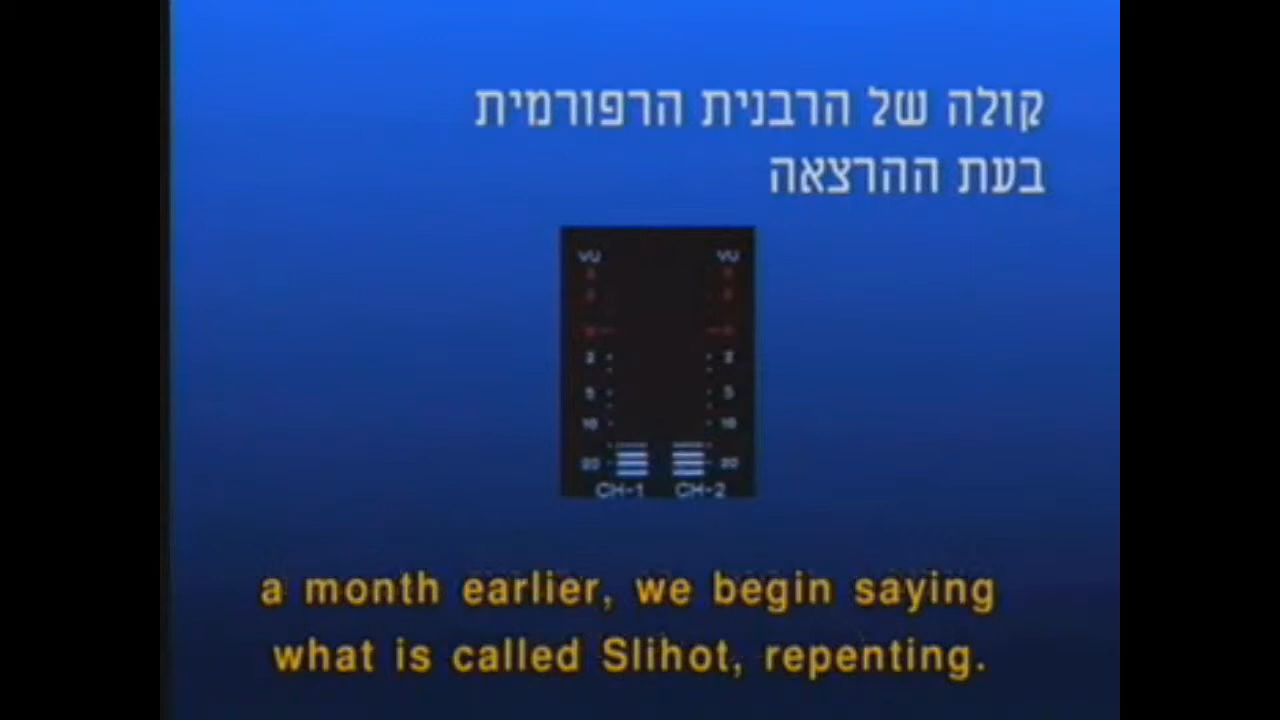 קולה של הרבנית הרפורמית
בעת ההרצאה
VU VU
2 2
5 5
10 10
20 20
CH-1 CH-2
a month earlier, we begin saying
what is called Slihot, repenting.